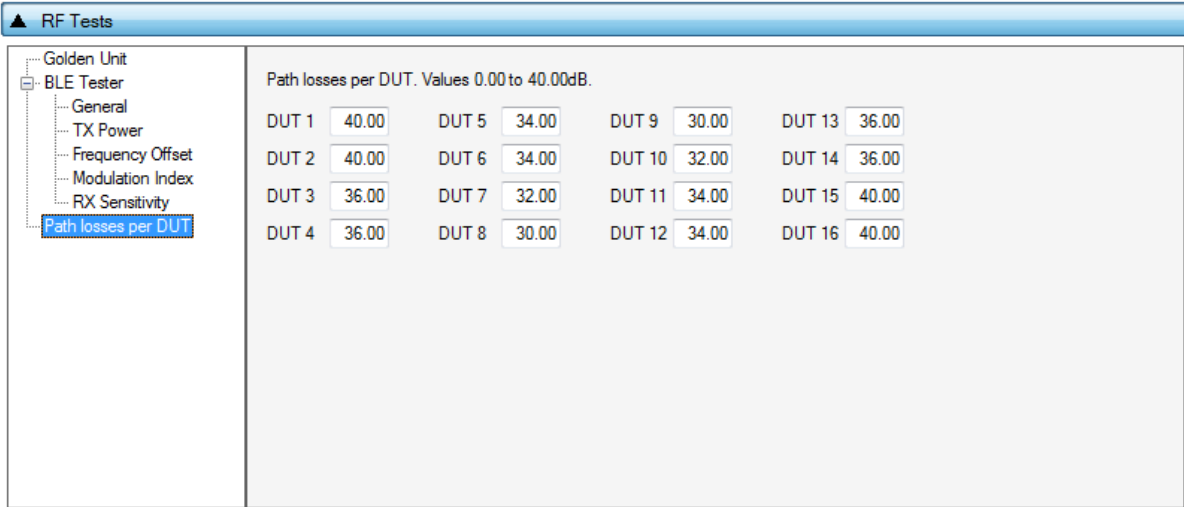 ▲ RF Tests
Golden Unit
BLE Tester
General
TX Power
Frequency Offset
Modulation Index
RX Sensitivity
Path losses per DUT
Path losses per DUT. Values 0.00 to 40.00dB.
DUT 1 40.00 DUT 5 34.00 DUT 9 30.00 DUT 13 36.00
DUT 2 40.00 DUT 6 34.00 DUT 10 32.00 DUT 14 36.00
DUT 3 36.00 DUT 7 32.00 DUT 11 34.00 DUT 15 40.00
DUT 4 36.00 DUT 8 30.00 DUT 12 34.00 DUT 16 40.00